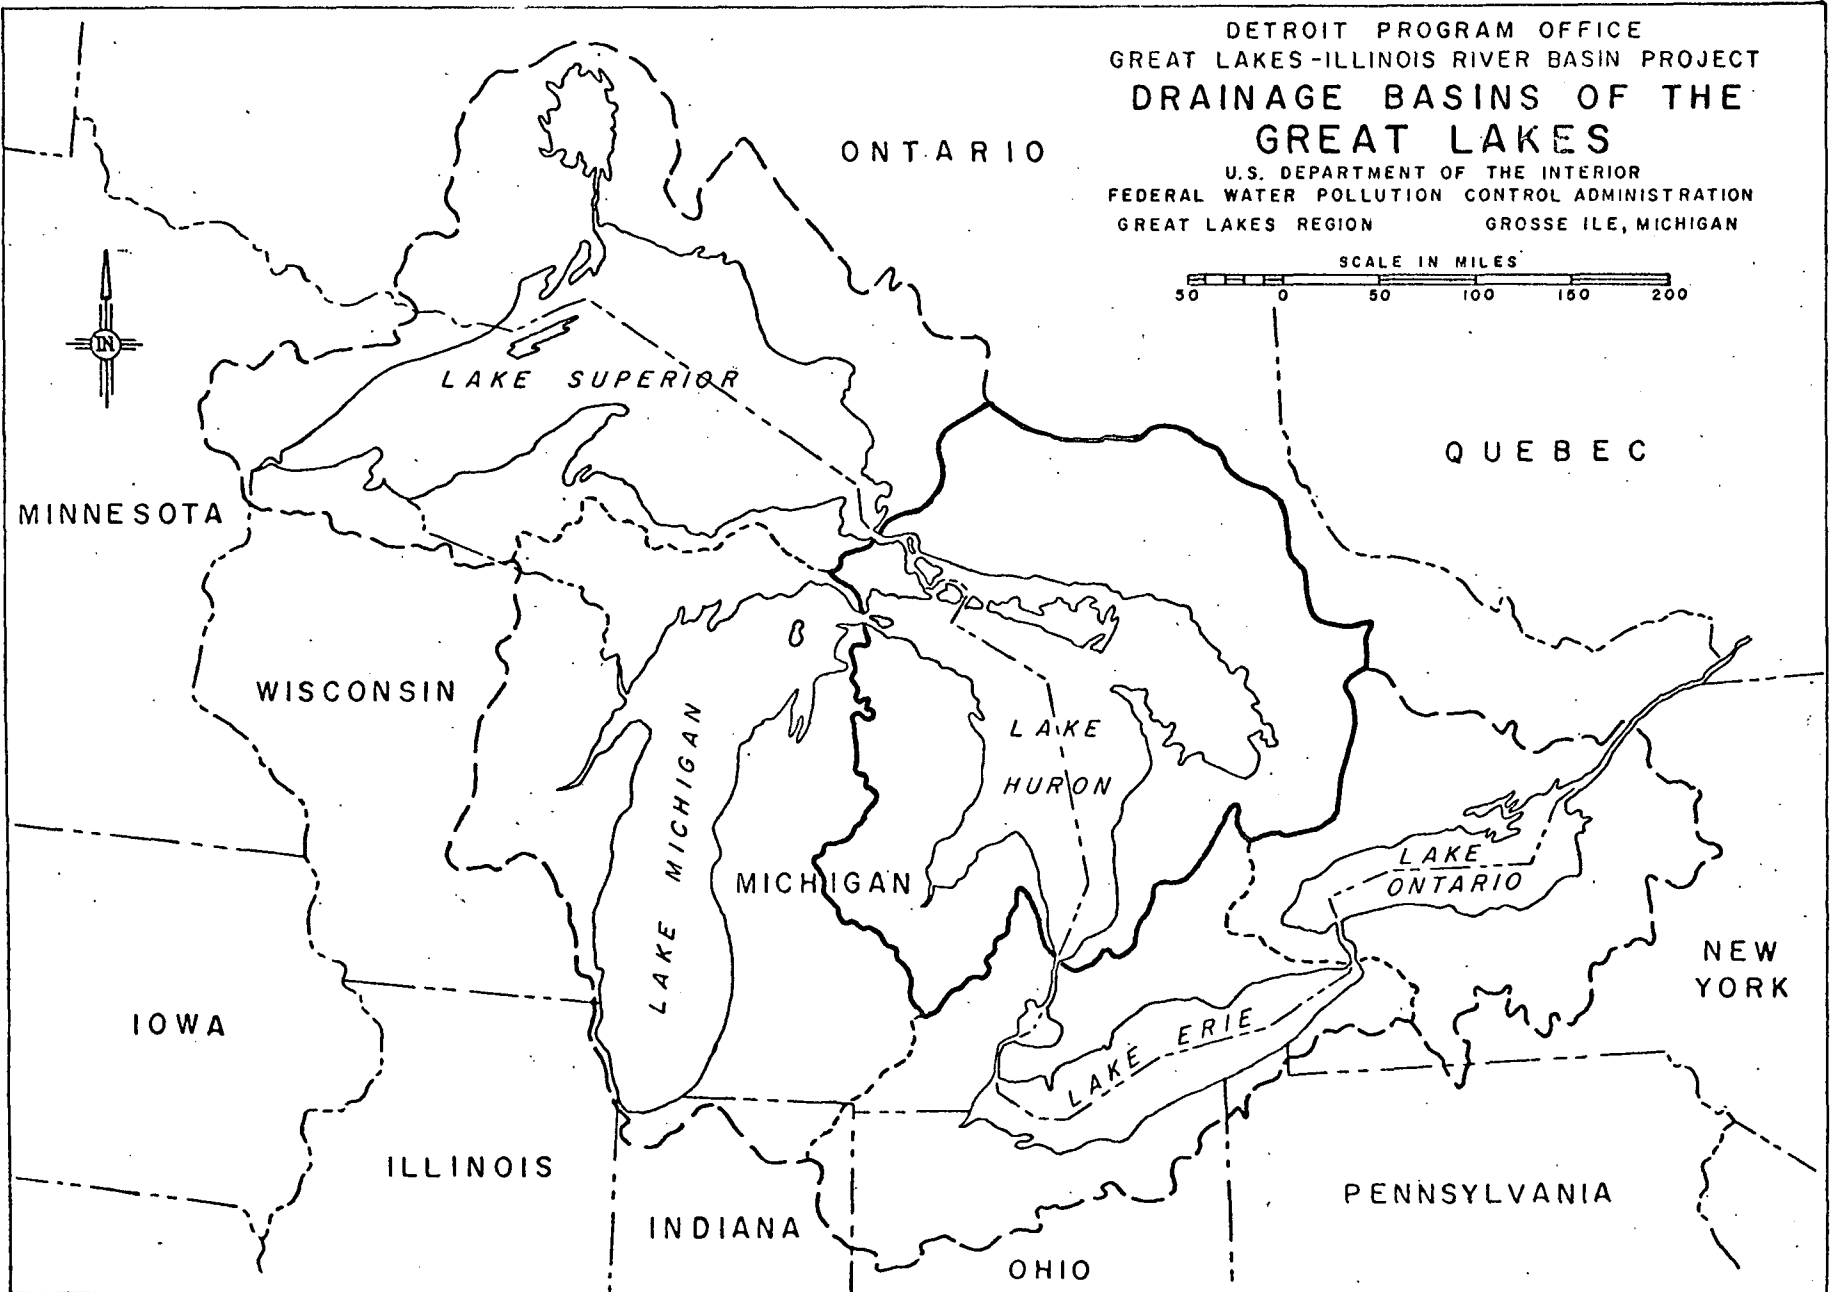 DETROIT PROGRAM OFFICE
GREAT LAKES-ILLINOIS RIVER BASIN PROJECT
DRAINAGE BASINS OF THE
GREAT LAKES
U.S. DEPARTMENT OF THE INTERIOR
FEDERAL WATER POLLUTION CONTROL ADMINISTRATION
GREAT LAKES REGION GROSSE ILE, MICHIGAN
SCALE IN MILES
50 0 50 100 150 200
ONTARIO
IN
LAKE SUPERIOR
QUEBEC
MINNESOTA
WISCONSIN
LAKE
HURON
LAKE MICHIGAN
MICHIGAN
LAKE
ONTARIO
NEW
YORK
IOWA
LAKE ERIE
ILLINOIS
PENNSYLVANIA
INDIANA
OHIO